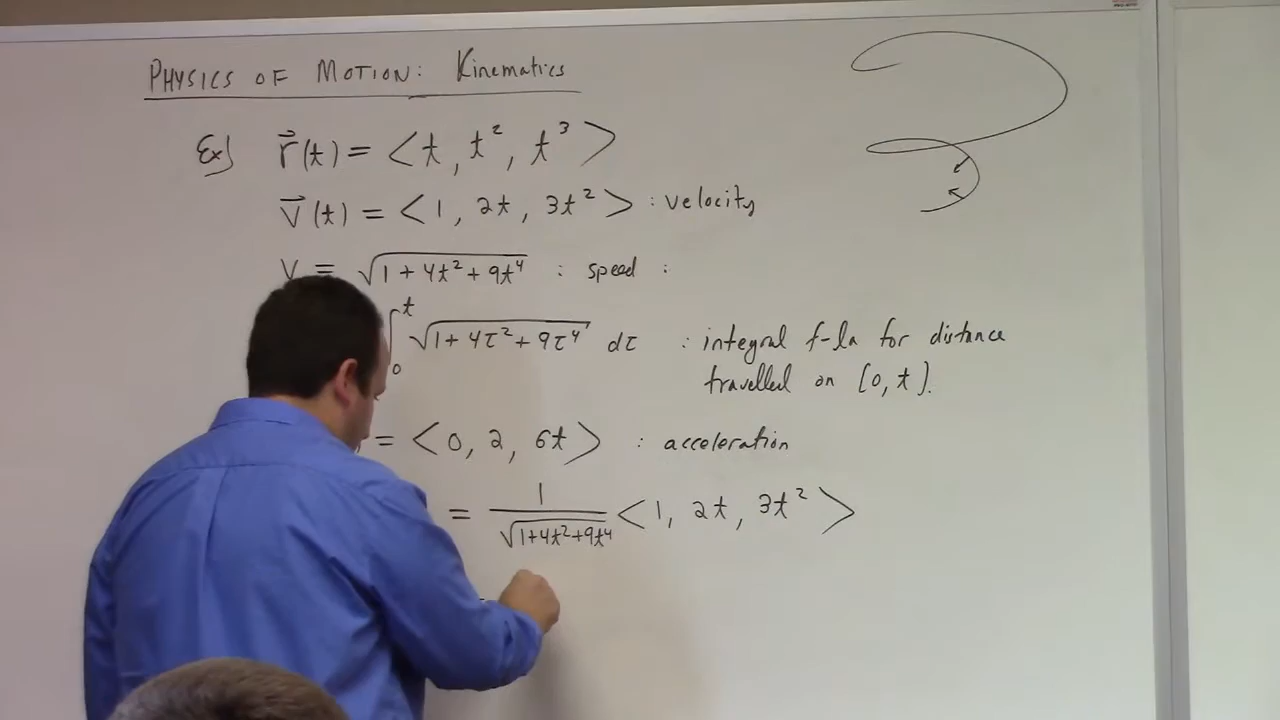 PHYSICS OF MOTION: Kinematics
Ex) r⃗(t) = <t, t², t³>
v⃗(t) = <1, 2t, 3t²> : velocity
v = √(1+4t²+9t⁴) : speed :
∫₀ᵗ √(1+4τ²+9τ⁴) dτ : integral f-la for distance
travelled on [0, t].
= <0, 2, 6t> : acceleration
= 1/√(1+4t²+9t⁴) <1, 2t, 3t²>